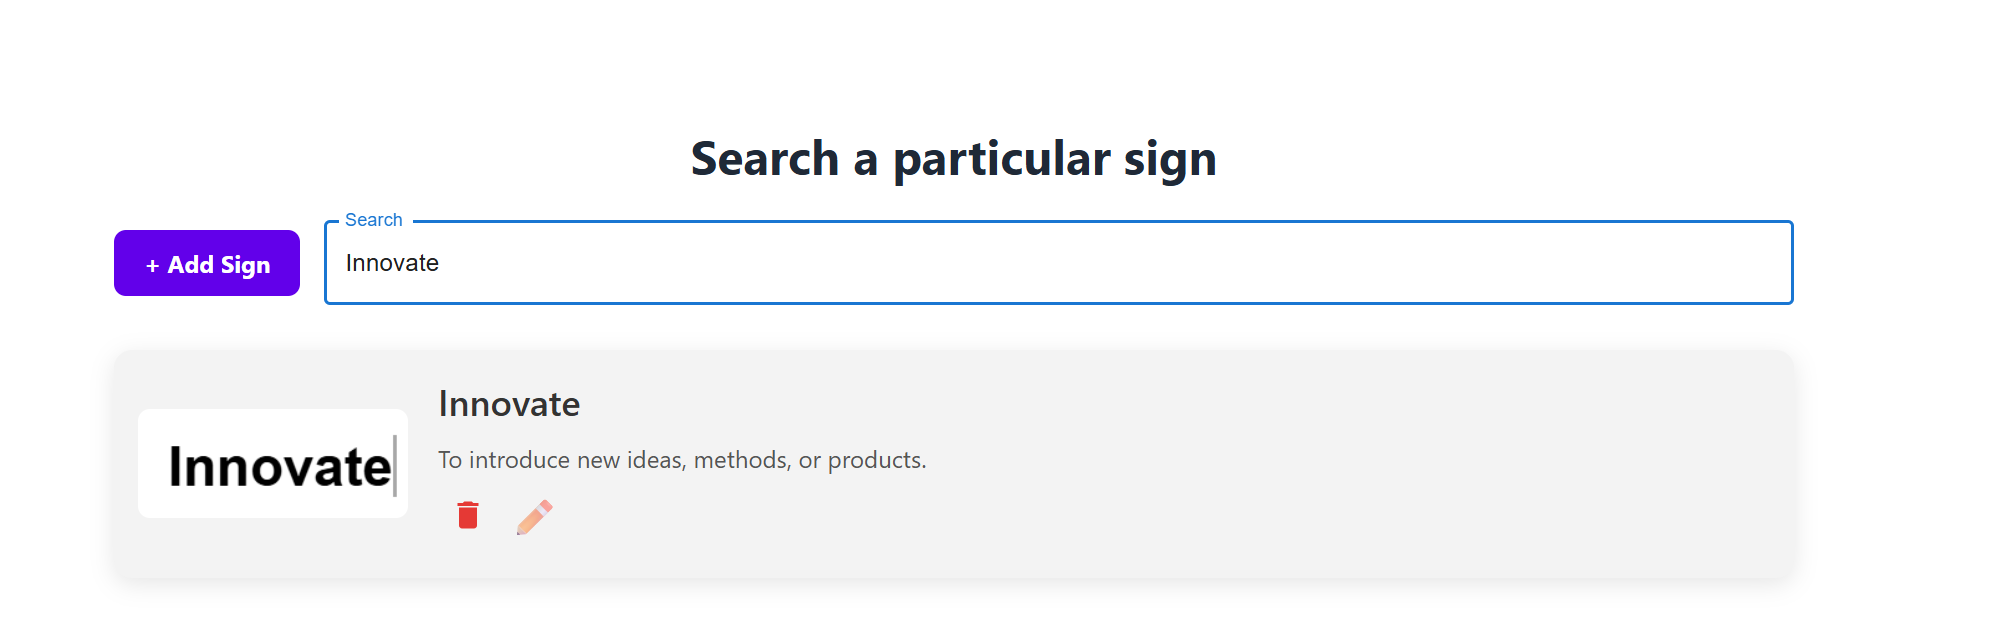 Search a particular sign
+ Add Sign
Search
Innovate
Innovate
Innovate
To introduce new ideas, methods, or products.